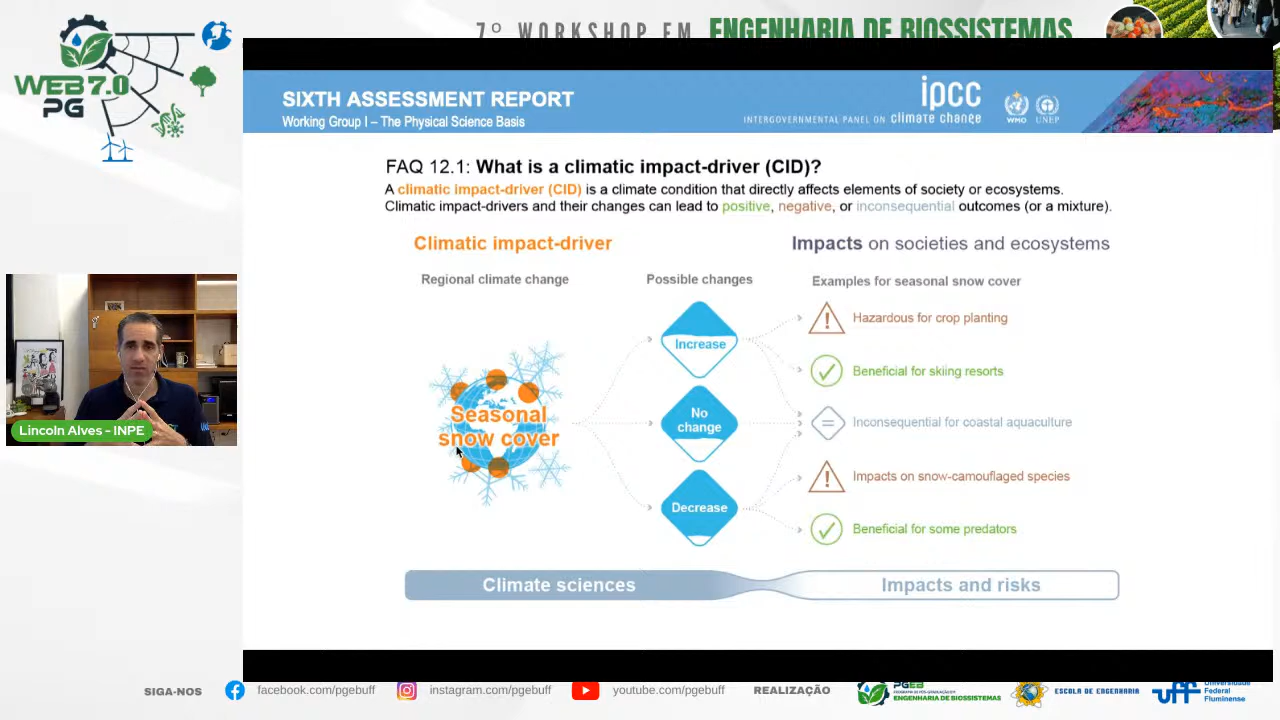 7º WORKSHOP EM ENGENHARIA DE BIOSSISTEMAS
WEB 7.0
PG
SIXTH ASSESSMENT REPORT
Working Group I – The Physical Science Basis
ipcc
INTERGOVERNMENTAL PANEL ON climate change
WMO
UNEP
FAQ 12.1: What is a climatic impact-driver (CID)?
A climatic impact-driver (CID) is a climate condition that directly affects elements of society or ecosystems.
Climatic impact-drivers and their changes can lead to positive, negative, or inconsequential outcomes (or a mixture).
Climatic impact-driver
Impacts on societies and ecosystems
Regional climate change
Possible changes
Examples for seasonal snow cover
Seasonal
snow cover
Increase
No
change
Decrease
Hazardous for crop planting
Beneficial for skiing resorts
Inconsequential for coastal aquaculture
Impacts on snow-camouflaged species
Beneficial for some predators
Climate sciences
Impacts and risks
Lincoln Alves - INPE
SIGA-NOS
facebook.com/pgebuff
instagram.com/pgebuff
youtube.com/pgebuff
REALIZAÇÃO
PGEB
ENGENHARIA DE BIOSSISTEMAS
ESCOLA DE ENGENHARIA
uff
Universidade
Federal
Fluminense